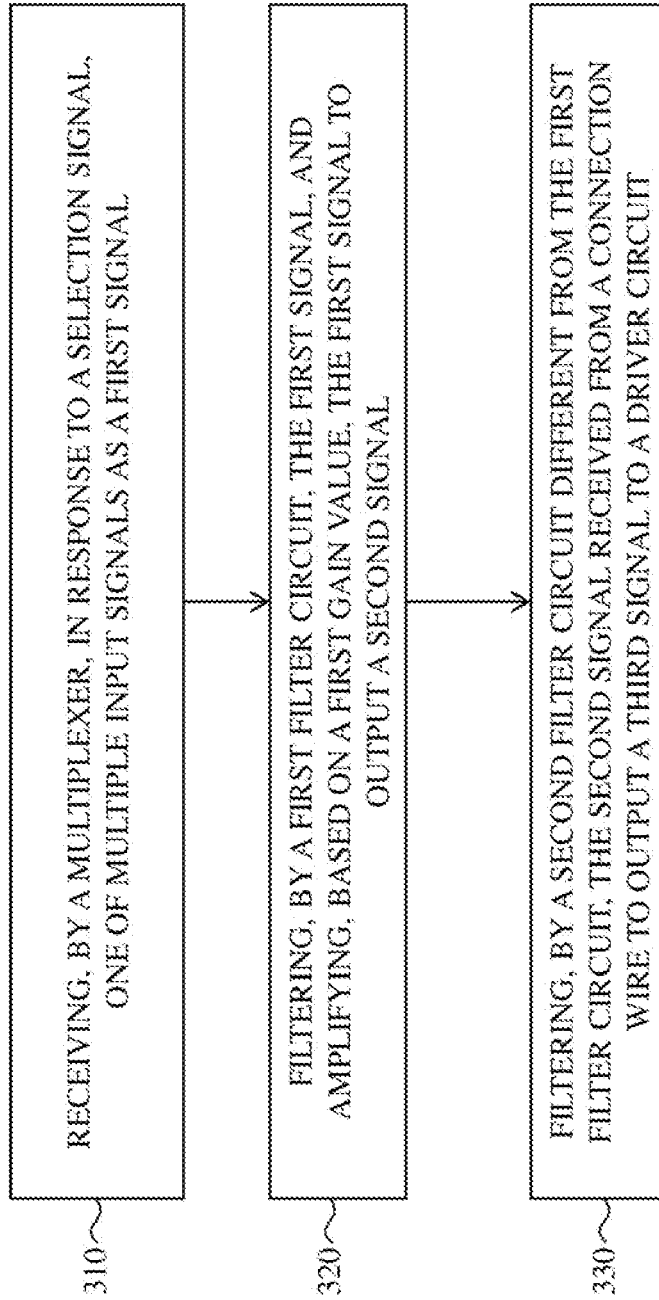 310
RECEIVING, BY A MULTIPLEXER, IN RESPONSE TO A SELECTION SIGNAL,
ONE OF MULTIPLE INPUT SIGNALS AS A FIRST SIGNAL
320
FILTERING, BY A FIRST FILTER CIRCUIT, THE FIRST SIGNAL, AND
AMPLIFYING, BASED ON A FIRST GAIN VALUE, THE FIRST SIGNAL TO
OUTPUT A SECOND SIGNAL
330
FILTERING, BY A SECOND FILTER CIRCUIT DIFFERENT FROM THE FIRST
FILTER CIRCUIT, THE SECOND SIGNAL RECEIVED FROM A CONNECTION
WIRE TO OUTPUT A THIRD SIGNAL TO A DRIVER CIRCUIT